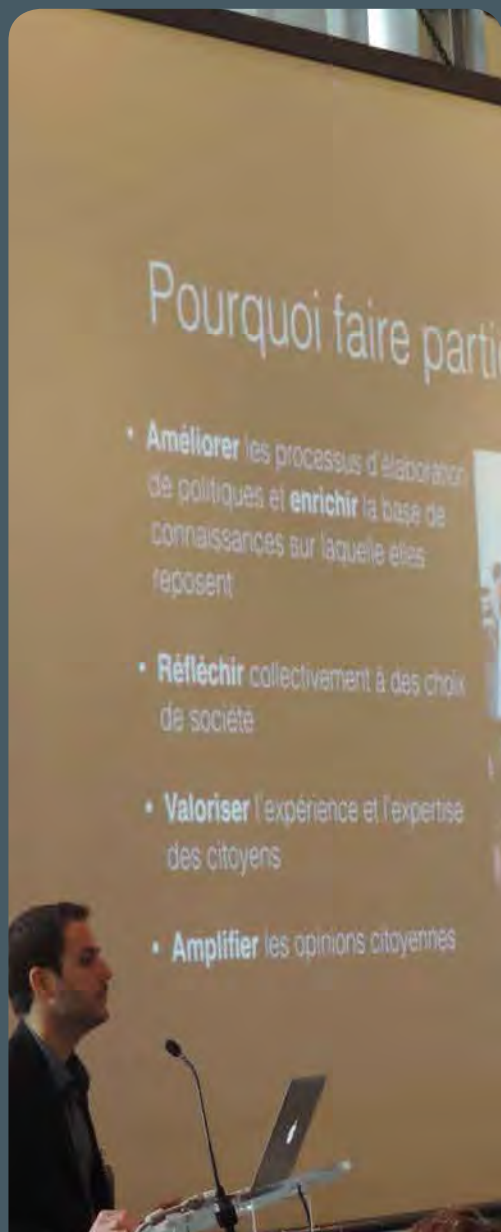 Pourquoi faire partic
• Améliorer les processus d'élaboration
de politiques et enrichir la base de
connaissances sur laquelle elles
reposent
• Réfléchir collectivement à des choix
de société
• Valoriser l'expérience et l'expertise
des citoyens
• Amplifier les opinions citoyennes